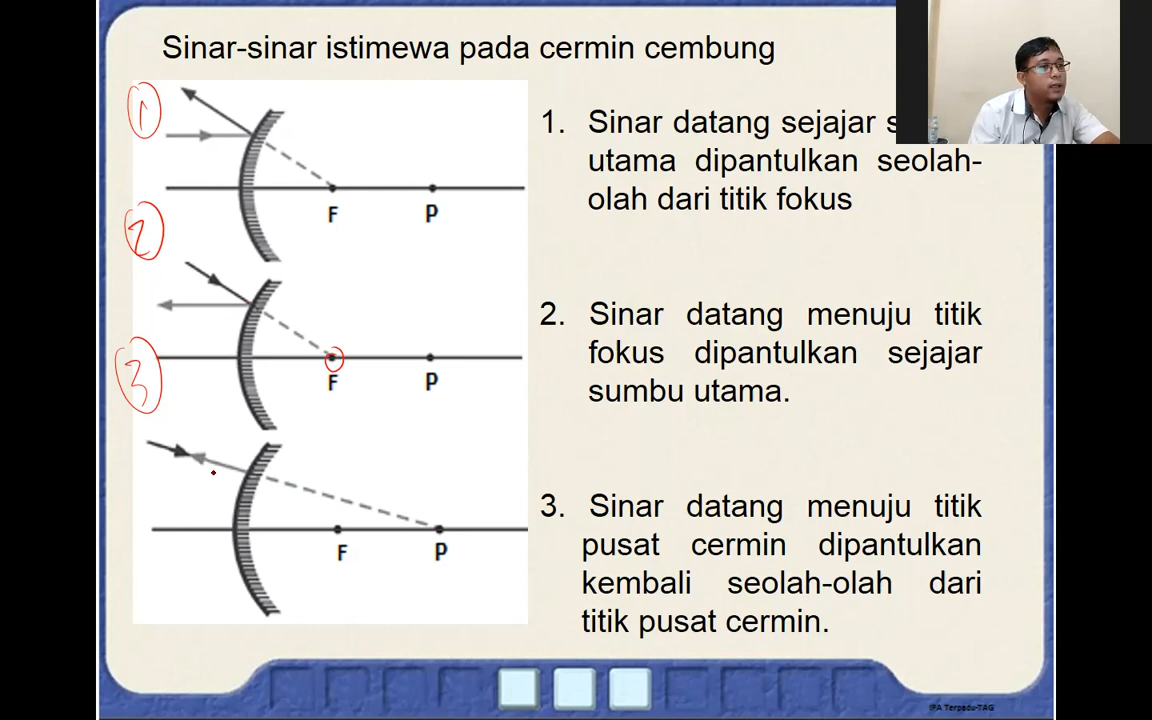 Sinar-sinar istimewa pada cermin cembung
1
F P
2
F P
3
F P
1. Sinar datang sejajar
utama dipantulkan seolah-
olah dari titik fokus
2. Sinar datang menuju titik
fokus dipantulkan sejajar
sumbu utama.
3. Sinar datang menuju titik
pusat cermin dipantulkan
kembali seolah-olah dari
titik pusat cermin.
IPA Terpadu-TAG